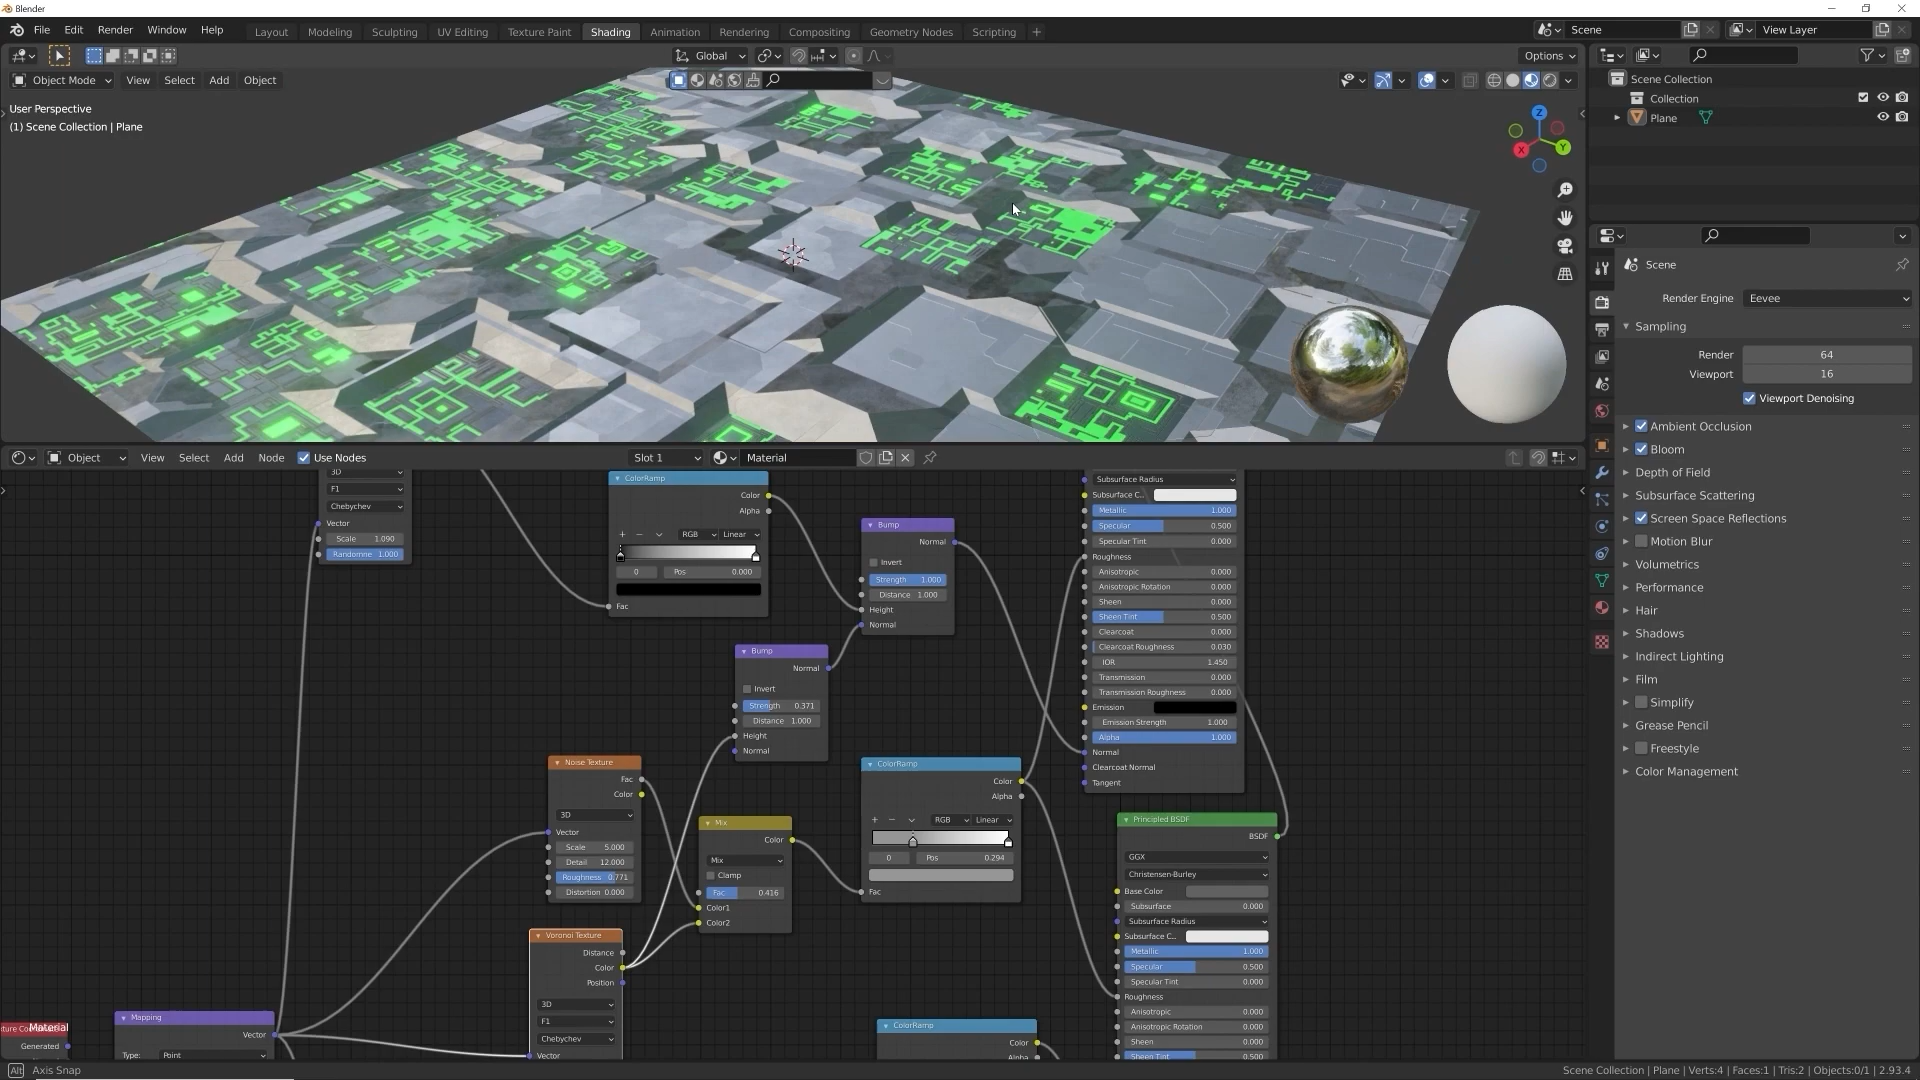 Blender
File Edit Render Window Help
Layout Modeling Sculpting UV Editing Texture Paint Shading Animation Rendering Compositing Geometry Nodes Scripting +
Scene
View Layer
Global
Options
Object Mode View Select Add Object
User Perspective
(1) Scene Collection | Plane
Z
X
Y
Scene Collection
Collection
Plane
Scene
Render Engine Eevee
Sampling
Render 64
Viewport 16
Viewport Denoising
Ambient Occlusion
Bloom
Depth of Field
Subsurface Scattering
Screen Space Reflections
Motion Blur
Volumetrics
Performance
Hair
Shadows
Indirect Lighting
Film
Simplify
Grease Pencil
Freestyle
Color Management
Object View Select Add Node Use Nodes Slot 1 Material
3D
F1
Chebychev
Vector
Scale 1.090
Randomne 1.000
ColorRamp
Color
Alpha
+ − RGB Linear
0 Pos 0.000
Fac
Bump
Normal
Invert
Strength 1.000
Distance 1.000
Height
Normal
Bump
Normal
Invert
Strength 0.371
Distance 1.000
Height
Normal
Noise Texture
Fac
Color
3D
Vector
Scale 5.000
Detail 12.000
Roughness 0.771
Distortion 0.000
Mix
Color
Mix
Clamp
Fac: 0.416
Color1
Color2
ColorRamp
Color
Alpha
+ − RGB Linear
0 Pos 0.294
Fac
Voronoi Texture
Distance
Color
Position
3D
F1
Chebychev
Vector
Mapping
Vector
Type: Point
ture Coo
Material
Generated
ColorRamp
Color
Alpha
Subsurface Radius
Subsurface C..
Metallic 1.000
Specular 0.500
Specular Tint 0.000
Roughness
Anisotropic 0.000
Anisotropic Rotation 0.000
Sheen 0.000
Sheen Tint 0.500
Clearcoat 0.000
Clearcoat Roughness 0.030
IOR 1.450
Transmission 0.000
Transmission Roughness 0.000
Emission
Emission Strength 1.000
Alpha 1.000
Normal
Clearcoat Normal
Tangent
Principled BSDF
BSDF
GGX
Christensen-Burley
Base Color
Subsurface 0.000
Subsurface Radius
Subsurface C..
Metallic 1.000
Specular 0.500
Specular Tint 0.000
Roughness
Anisotropic 0.000
Anisotropic Rotation 0.000
Sheen 0.000
Sheen Tint 0.500
Alt Axis Snap
Scene Collection | Plane | Verts:4 | Faces:1 | Tris:2 | Objects:0/1 | 2.93.4